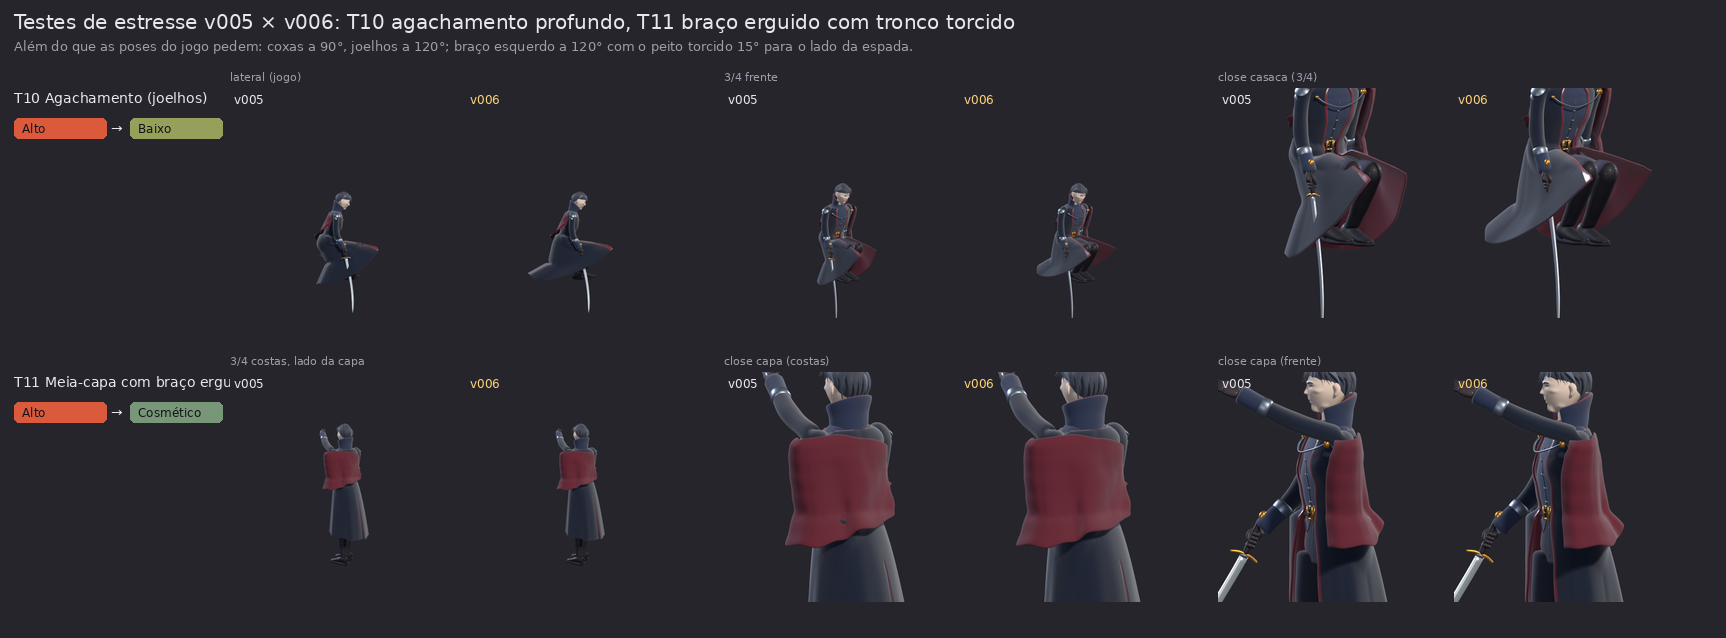 Testes de estresse v005 × v006: T10 agachamento profundo, T11 braço erguido com tronco torcido
Além do que as poses do jogo pedem: coxas a 90°, joelhos a 120°; braço esquerdo a 120° com o peito torcido 15° para o lado da espada.
lateral (jogo) 3/4 frente close casaca (3/4)
T10 Agachamento (joelhos) v005 v006 v005 v006 v005 v006
Alto → Baixo
3/4 costas, lado da capa close capa (costas) close capa (frente)
T11 Meia-capa com braço ergu v005 v006 v005 v006 v005 v006
Alto → Cosmético